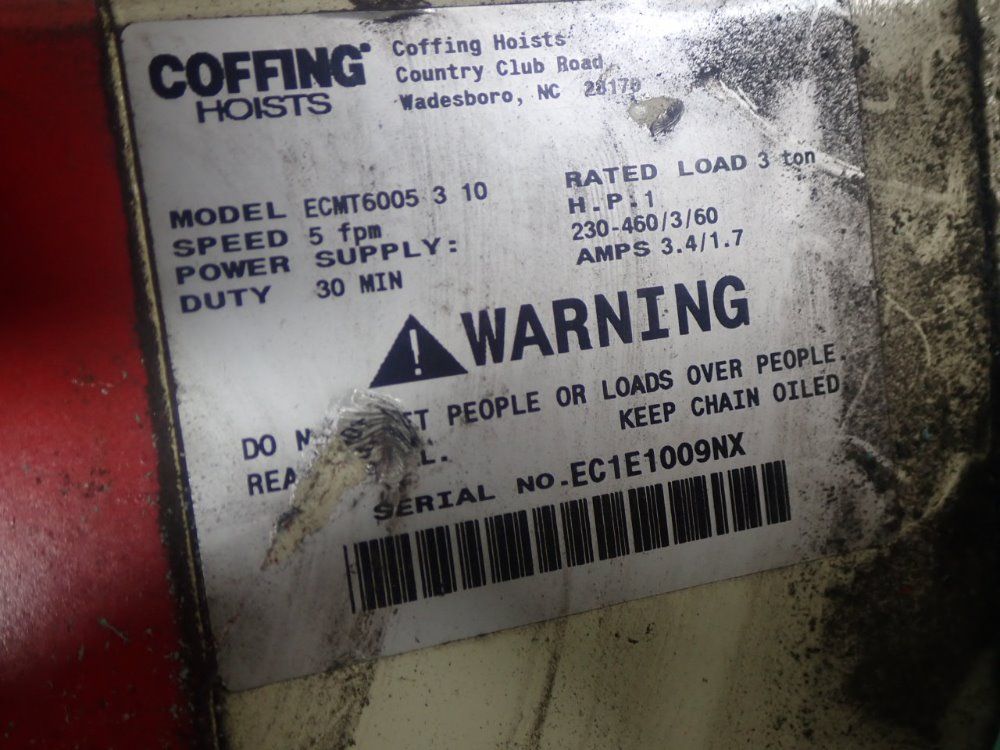 COFFING
HOISTS
Coffing Hoists
Country Club Road
Wadesboro, NC 28170
MODEL ECMT6005 3 10
SPEED 5 fpm
POWER SUPPLY:
DUTY 30 MIN
RATED LOAD 3 ton
H.P.1
230-460/3/60
AMPS 3.4/1.7
WARNING
DO PEOPLE OR LOADS OVER PEOPLE.
KEEP CHAIN OILED
SERIAL NO.EC1E1009NX